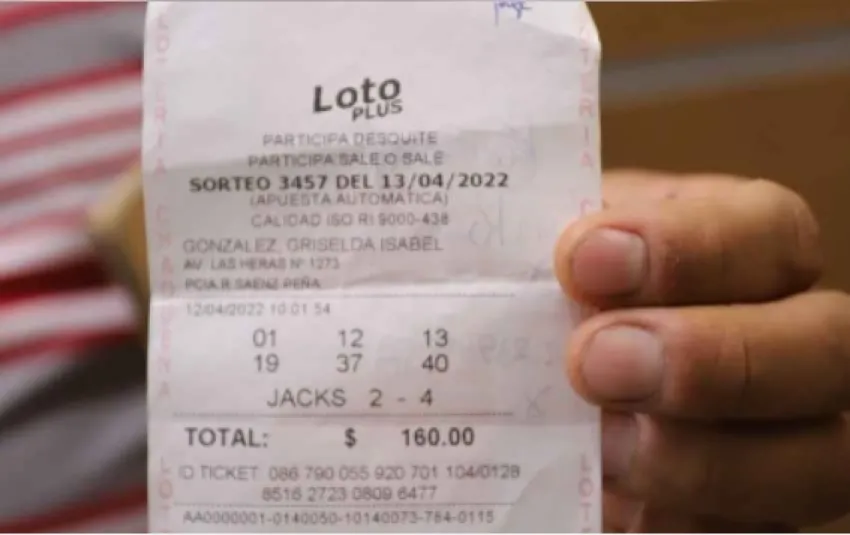 Loto
PLUS
PARTICIPA DESQUITE
PARTICIPA SALE O SALE
SORTEO 3457 DEL 13/04/2022
(APUESTA AUTOMATICA)
CALIDAD ISO RI 9000-438
GONZALEZ, GRISELDA ISABEL
AV. LAS HERAS Nº 1273
PCIA.R.SAENZ PEÑA
12/04/2022 10:01:54
01 12 13
19 37 40
JACKS 2 - 4
TOTAL: $ 160.00
ID TICKET: 086 790 055 920 701 104/0128
8516 2723 0809 6477
AA0000001-0140050-10140073-764-0115